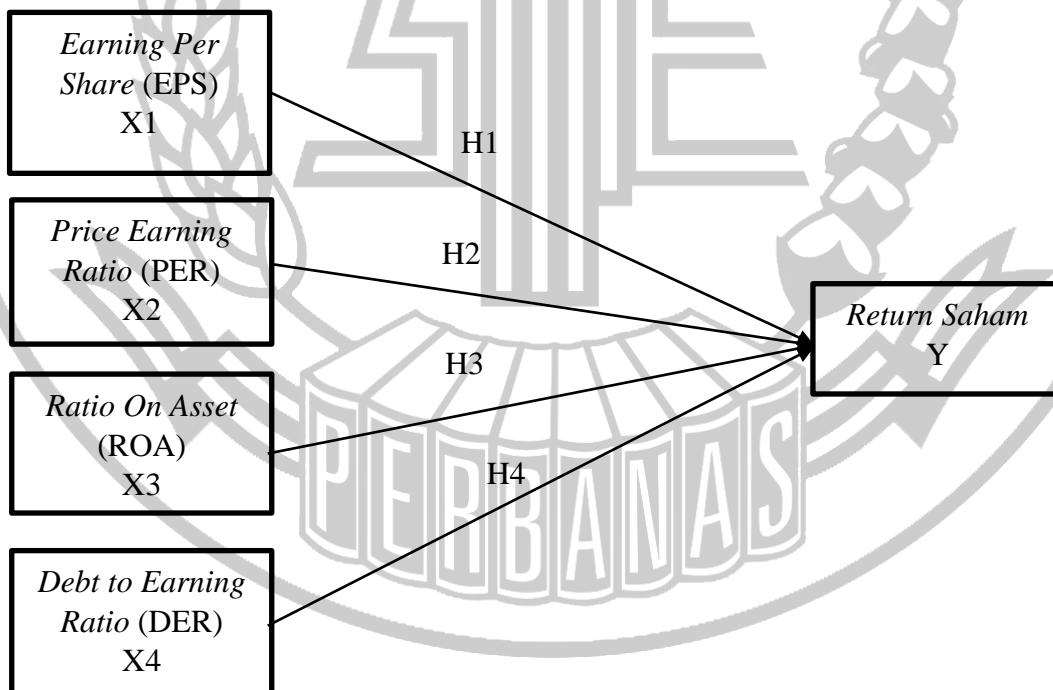 Earning Per
Share (EPS)
X1
H1
Price Earning
Ratio (PER)
X2
H2
Return Saham
Y
Ratio On Asset
(ROA)
X3
H3
Debt to Earning
Ratio (DER)
X4
H4
PERBANAS